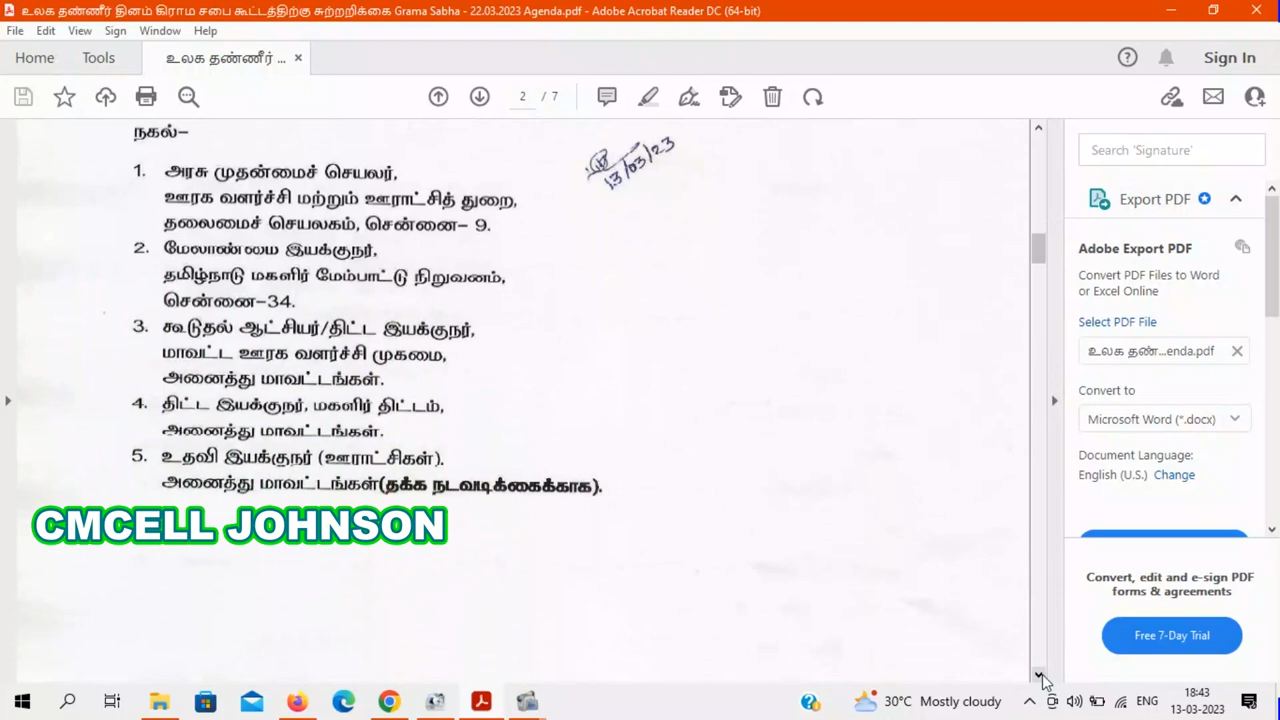 உலக தண்ணீர் தினம் கிராம சபை கூட்டத்திற்கு சுற்றறிக்கை Grama Sabha - 22.03.2023 Agenda.pdf - Adobe Acrobat Reader DC (64-bit)
File Edit View Sign Window Help
Home Tools உலக தண்ணீர் ... × Sign In
2 / 7
நகல்-
13/03/23
1. அரசு முதன்மைச் செயலர்,
ஊரக வளர்ச்சி மற்றும் ஊராட்சித் துறை,
தலைமைச் செயலகம், சென்னை- 9.
2. மேலாண்மை இயக்குநர்,
தமிழ்நாடு மகளிர் மேம்பாட்டு நிறுவனம்,
சென்னை-34.
3. கூடுதல் ஆட்சியர்/திட்ட இயக்குநர்,
மாவட்ட ஊரக வளர்ச்சி முகமை,
அனைத்து மாவட்டங்கள்.
4. திட்ட இயக்குநர், மகளிர் திட்டம்,
அனைத்து மாவட்டங்கள்.
5. உதவி இயக்குநர் (ஊராட்சிகள்).
அனைத்து மாவட்டங்கள்(தக்க நடவடிக்கைக்காக).
CMCELL JOHNSON
Search 'Signature'
Export PDF
Adobe Export PDF
Convert PDF Files to Word
or Excel Online
Select PDF File
உலக தண்...enda.pdf
Convert to
Microsoft Word (*.docx)
Document Language:
English (U.S.) Change
Convert, edit and e-sign PDF
forms & agreements
Free 7-Day Trial
30°C Mostly cloudy
ENG
18:43
13-03-2023